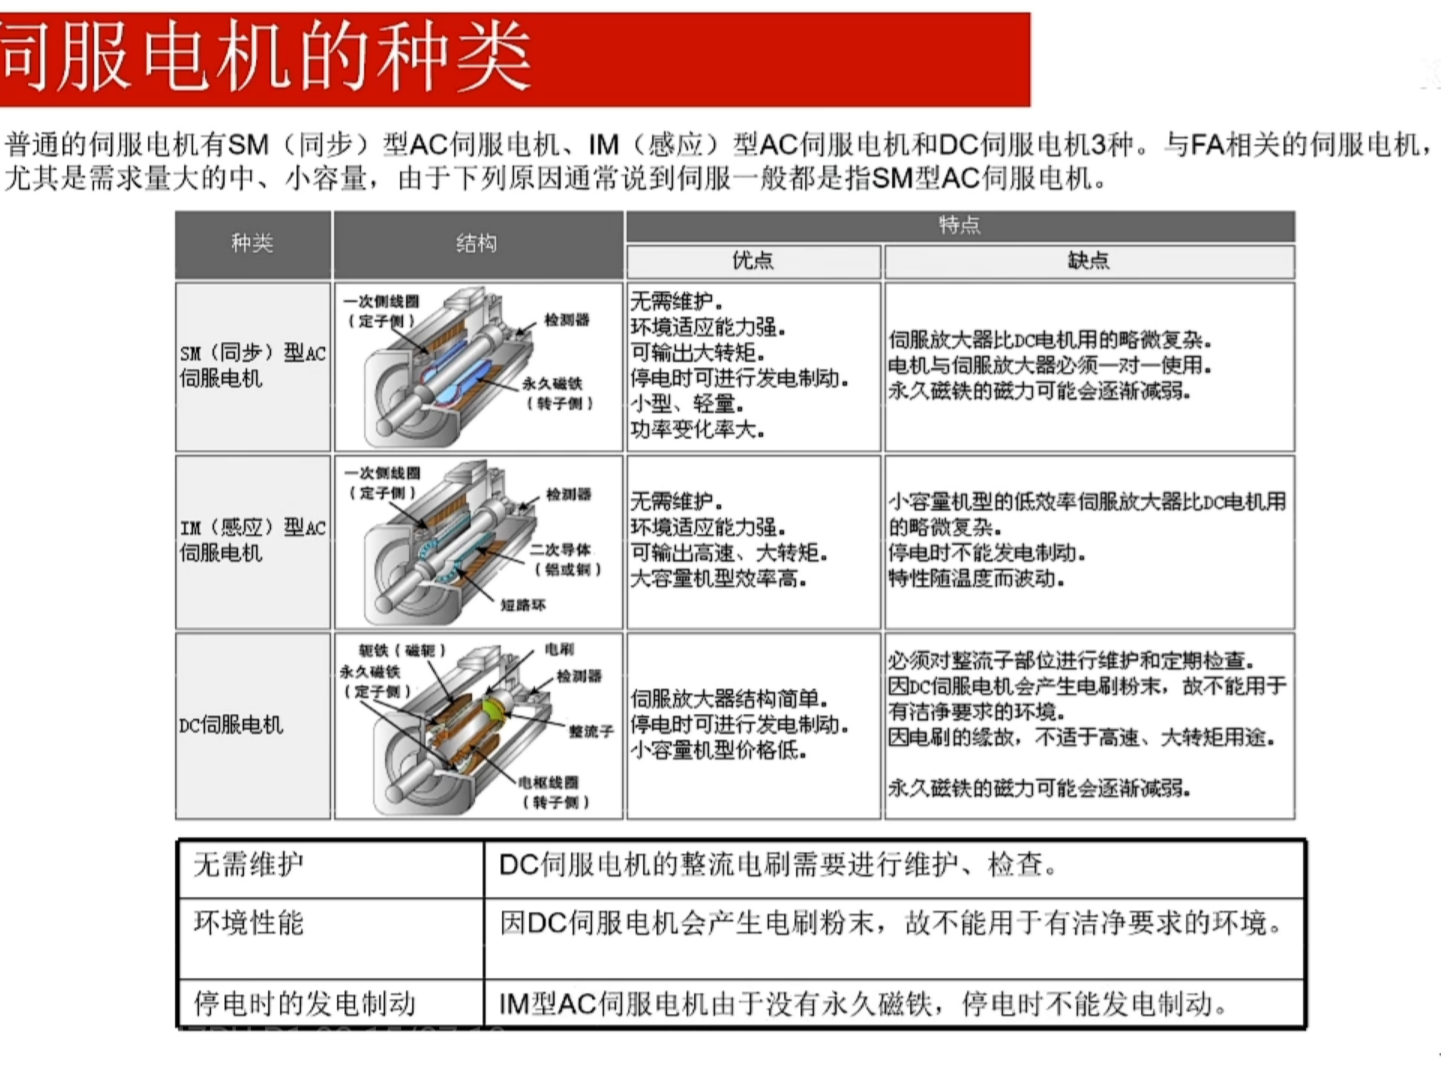 伺服电机的种类
普通的伺服电机有SM（同步）型AC伺服电机、IM（感应）型AC伺服电机和DC伺服电机3种。与FA相关的伺服电机，
尤其是需求量大的中、小容量，由于下列原因通常说到伺服一般都是指SM型AC伺服电机。
种类
结构
特点
优点
缺点
SM（同步）型AC
伺服电机
一次侧线圈
（定子侧）
检测器
永久磁铁
（转子侧）
无需维护。
环境适应能力强。
可输出大转矩。
停电时可进行发电制动。
小型、轻量。
功率变化率大。
伺服放大器比DC电机用的略微复杂。
电机与伺服放大器必须一对一使用。
永久磁铁的磁力可能会逐渐减弱。
IM（感应）型AC
伺服电机
一次侧线圈
（定子侧）
检测器
二次导体
（铝或铜）
短路环
无需维护。
环境适应能力强。
可输出高速、大转矩。
大容量机型效率高。
小容量机型的低效率伺服放大器比DC电机用
的略微复杂。
停电时不能发电制动。
特性随温度而波动。
DC伺服电机
轭铁（磁轭）
永久磁铁
（定子侧）
电刷
检测器
整流子
电枢线圈
（转子侧）
伺服放大器结构简单。
停电时可进行发电制动。
小容量机型价格低。
必须对整流子部位进行维护和定期检查。
因DC伺服电机会产生电刷粉末，故不能用于
有洁净要求的环境。
因电刷的缘故，不适于高速、大转矩用途。
永久磁铁的磁力可能会逐渐减弱。
无需维护
DC伺服电机的整流电刷需要进行维护、检查。
环境性能
因DC伺服电机会产生电刷粉末，故不能用于有洁净要求的环境。
停电时的发电制动
IM型AC伺服电机由于没有永久磁铁，停电时不能发电制动。